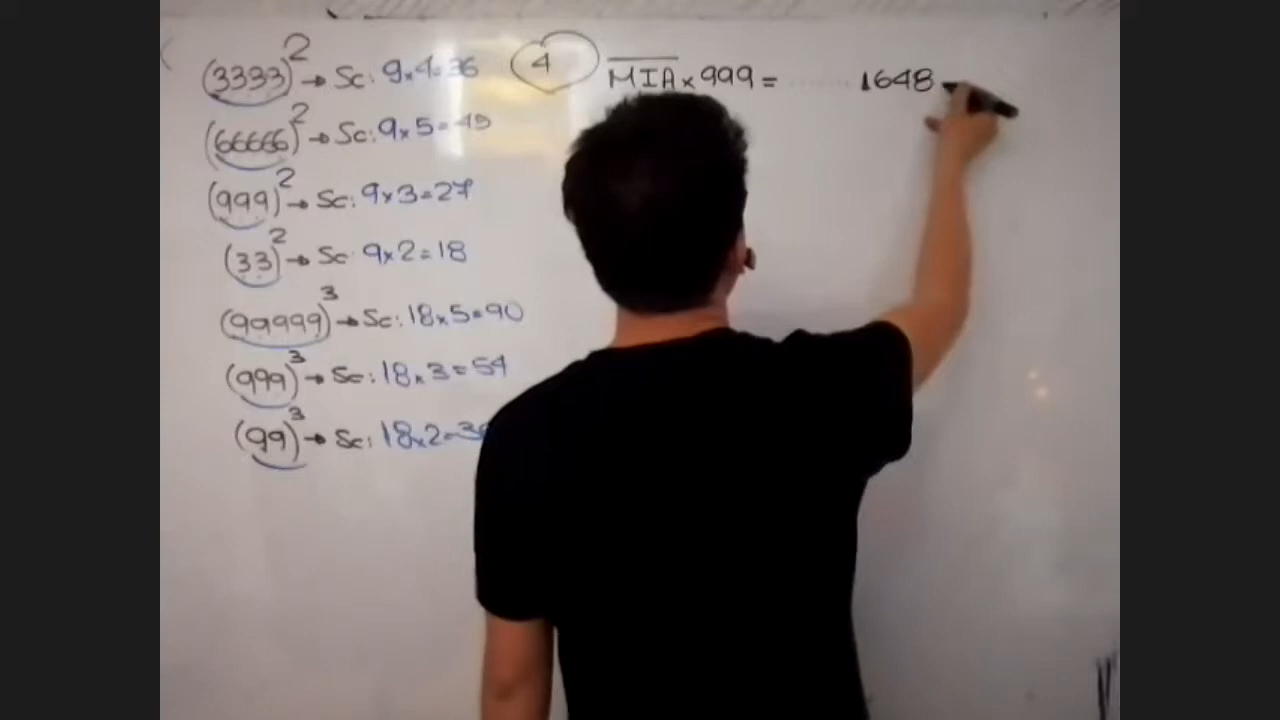 (3333)² → Sc: 9x4=36
(66666)² → Sc: 9x5=45
(999)² → Sc: 9x3=27
(33)² → Sc: 9x2=18
(99999)³ → Sc: 18x5=90
(999)³ → Sc: 18x3=54
(99)³ → Sc: 18x2=36
4 MIA x 999 = ........ 1648